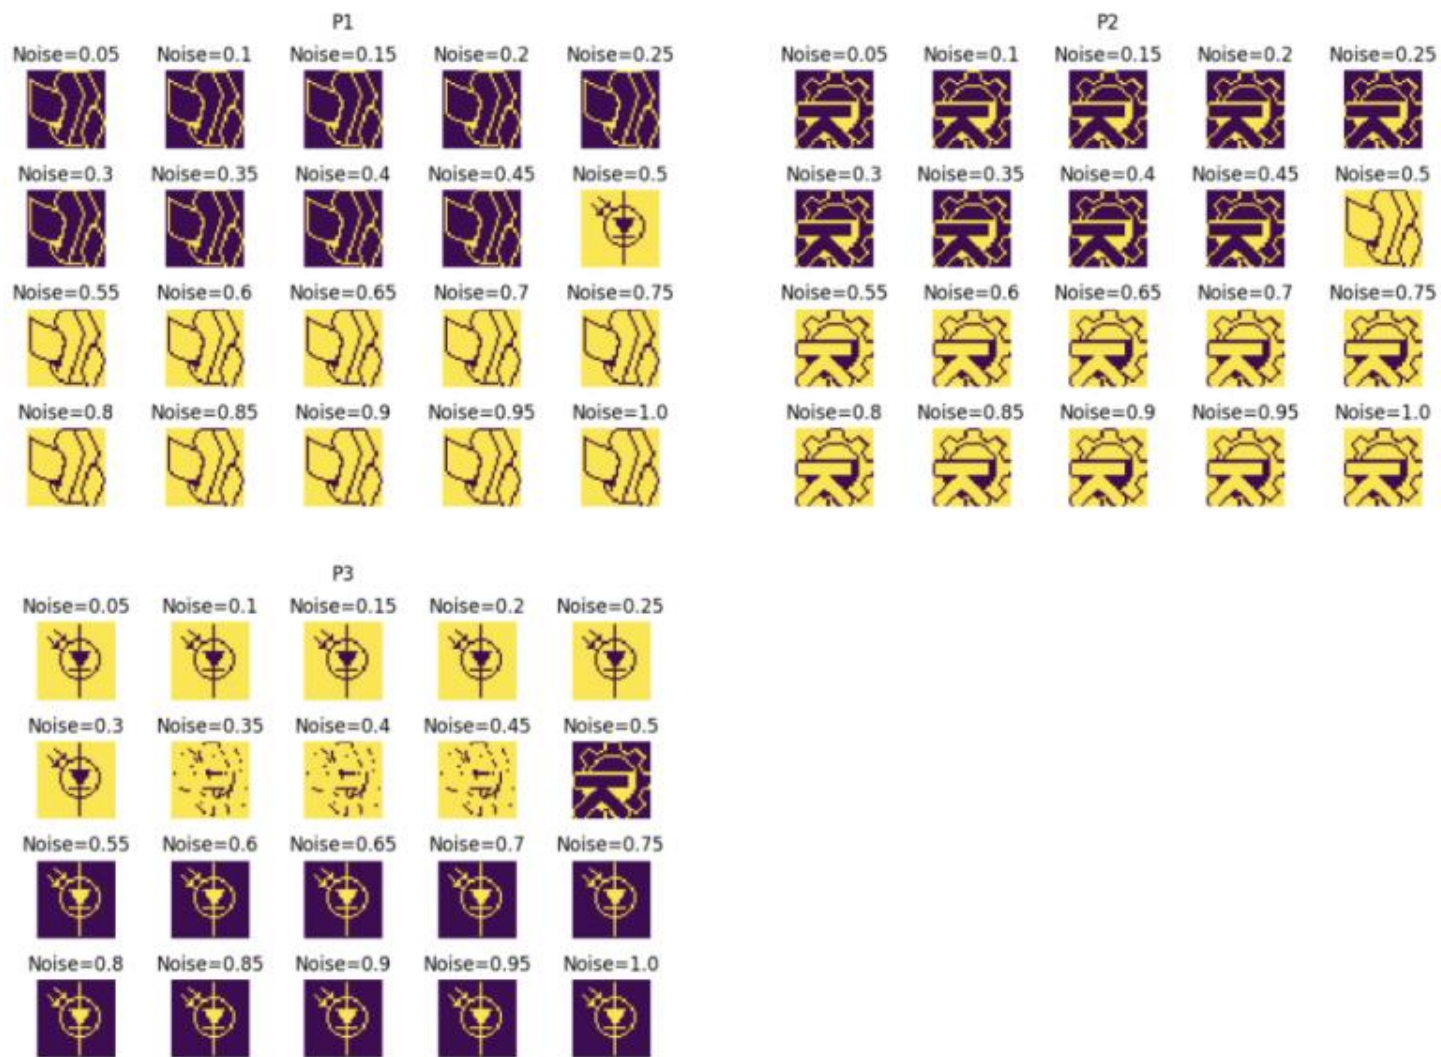 P1
Noise=0.05 Noise=0.1 Noise=0.15 Noise=0.2 Noise=0.25
Noise=0.3 Noise=0.35 Noise=0.4 Noise=0.45 Noise=0.5
Noise=0.55 Noise=0.6 Noise=0.65 Noise=0.7 Noise=0.75
Noise=0.8 Noise=0.85 Noise=0.9 Noise=0.95 Noise=1.0
P2
Noise=0.05 Noise=0.1 Noise=0.15 Noise=0.2 Noise=0.25
Noise=0.3 Noise=0.35 Noise=0.4 Noise=0.45 Noise=0.5
Noise=0.55 Noise=0.6 Noise=0.65 Noise=0.7 Noise=0.75
Noise=0.8 Noise=0.85 Noise=0.9 Noise=0.95 Noise=1.0
P3
Noise=0.05 Noise=0.1 Noise=0.15 Noise=0.2 Noise=0.25
Noise=0.3 Noise=0.35 Noise=0.4 Noise=0.45 Noise=0.5
Noise=0.55 Noise=0.6 Noise=0.65 Noise=0.7 Noise=0.75
Noise=0.8 Noise=0.85 Noise=0.9 Noise=0.95 Noise=1.0